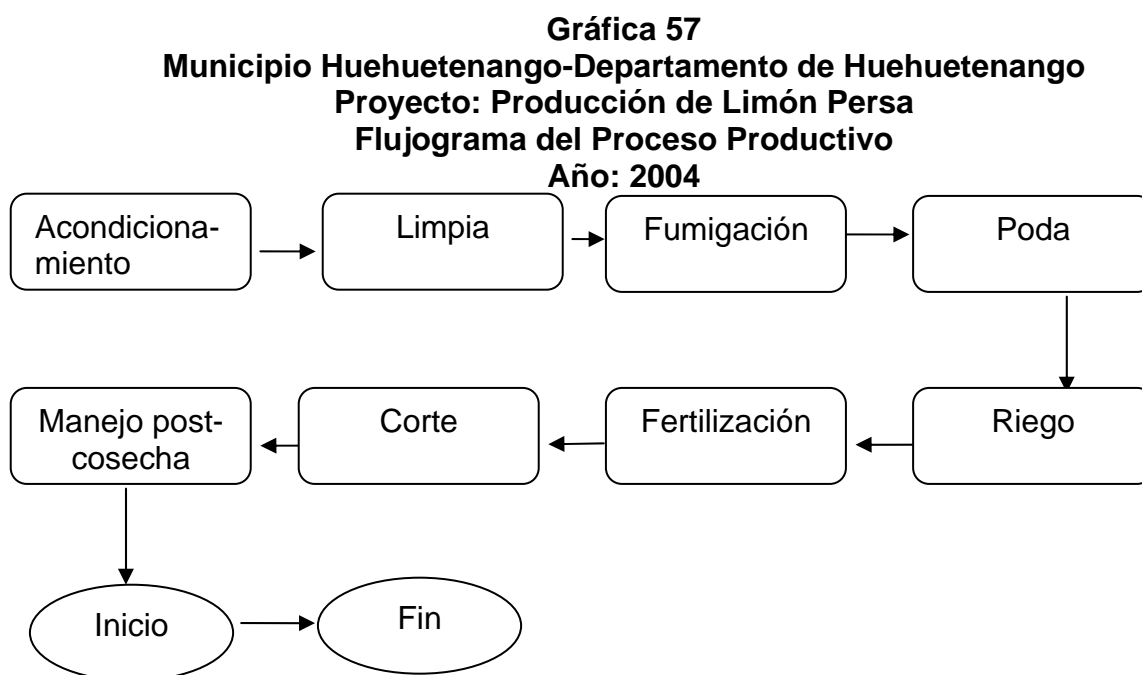 Gráfica 57
Municipio Huehuetenango-Departamento de Huehuetenango
Proyecto: Producción de Limón Persa
Flujograma del Proceso Productivo
Año: 2004
Acondiciona-
miento
Limpia
Fumigación
Poda
Riego
Fertilización
Corte
Manejo post-
cosecha
Inicio
Fin